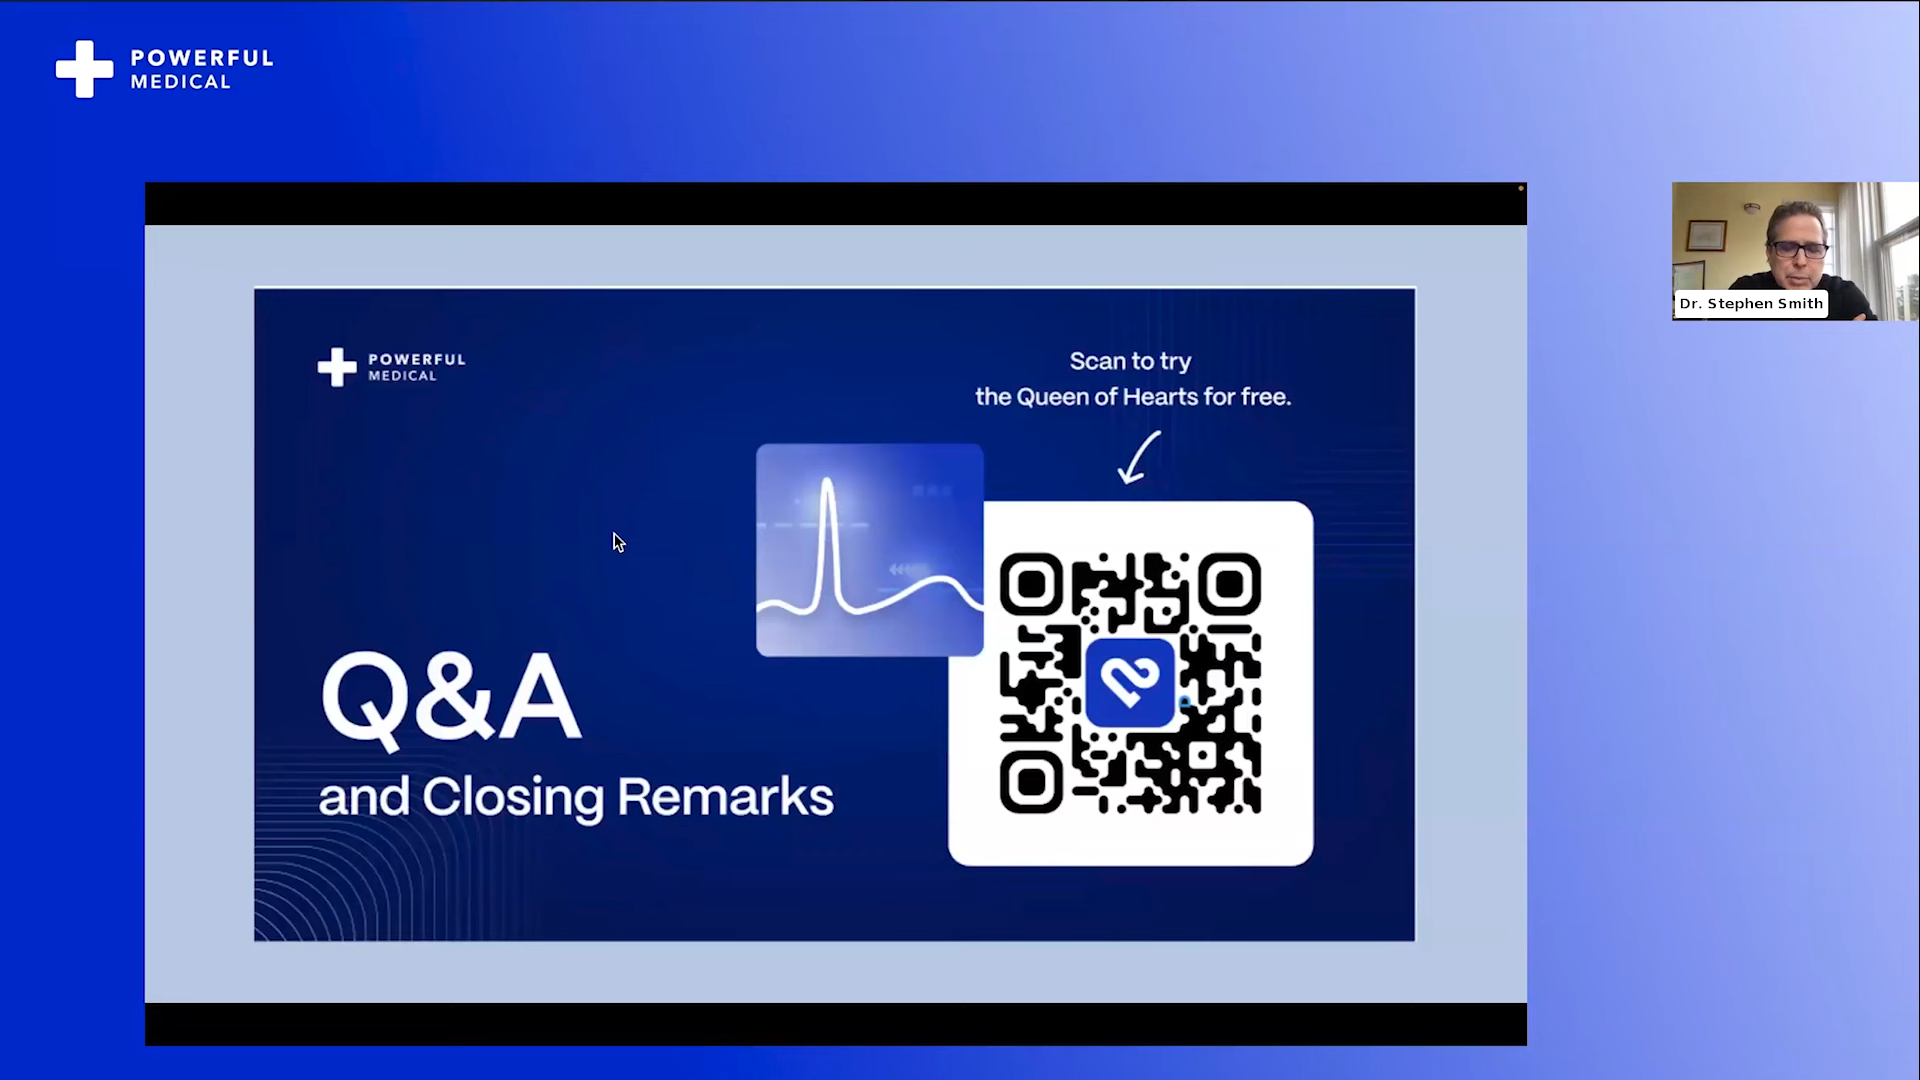 POWERFUL
MEDICAL
POWERFUL
MEDICAL
Scan to try
the Queen of Hearts for free.
Q&A
and Closing Remarks
Dr. Stephen Smith